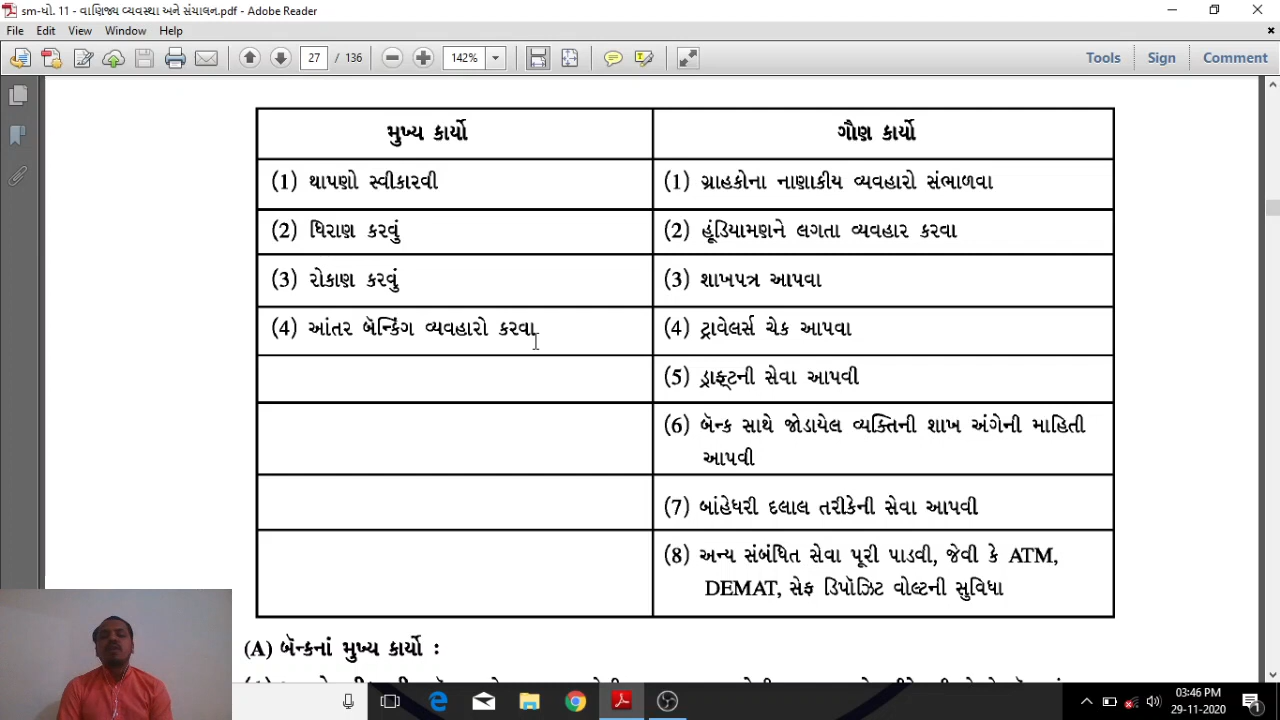 sm-ધો. 11 - વાણિજ્ય વ્યવસ્થા અને સંચાલન.pdf - Adobe Reader
File Edit View Window Help
27 / 136 142% Tools Sign Comment
મુખ્ય કાર્યો ગૌણ કાર્યો
(1) થાપણો સ્વીકારવી (1) ગ્રાહકોના નાણાકીય વ્યવહારો સંભાળવા
(2) ધિરાણ કરવું (2) હૂંડિયામણને લગતા વ્યવહાર કરવા
(3) રોકાણ કરવું (3) શાખપત્ર આપવા
(4) આંતર બૅન્કિંગ વ્યવહારો કરવા (4) ટ્રાવેલર્સ ચેક આપવા
(5) ડ્રાફ્ટની સેવા આપવી
(6) બૅન્ક સાથે જોડાયેલ વ્યક્તિની શાખ અંગેની માહિતી
આપવી
(7) બાંહેધરી દલાલ તરીકેની સેવા આપવી
(8) અન્ય સંબંધિત સેવા પૂરી પાડવી, જેવી કે ATM,
DEMAT, સેફ ડિપૉઝિટ વોલ્ટની સુવિધા
(A) બૅન્કનાં મુખ્ય કાર્યો :
03:46 PM
29-11-2020